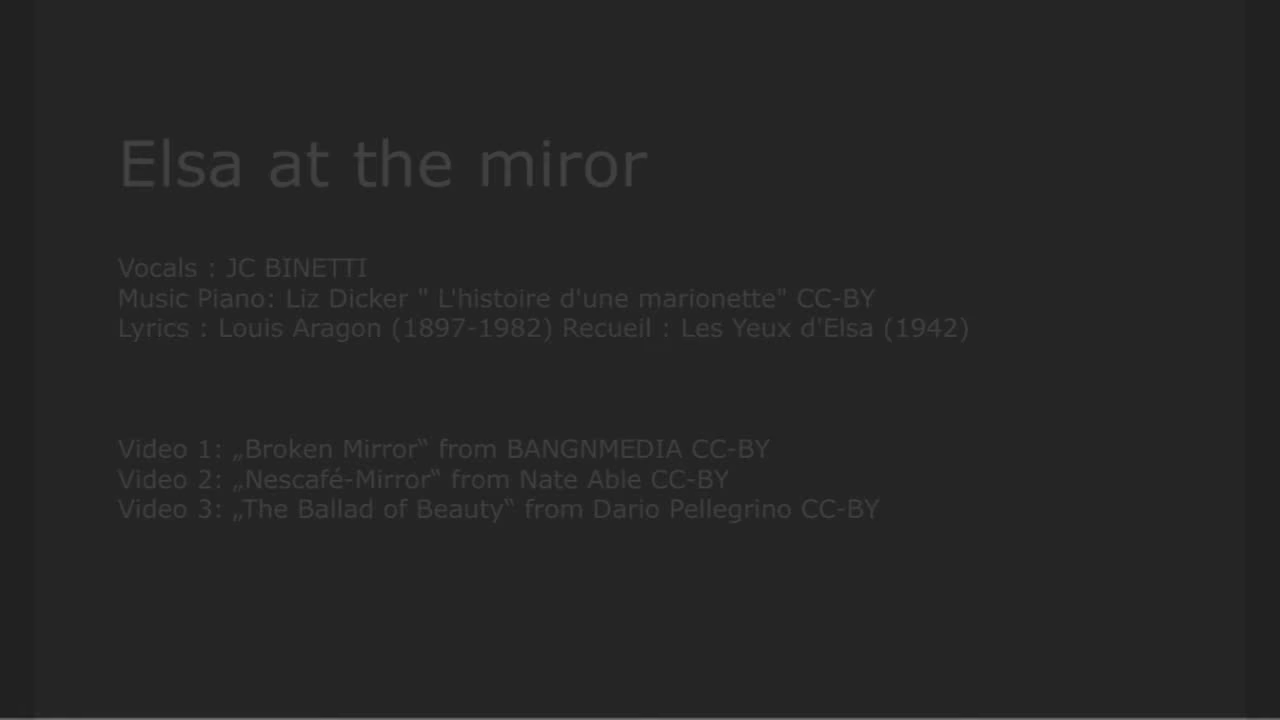 Elsa at the miror
Vocals : JC BINETTI
Music Piano: Liz Dicker " L'histoire d'une marionette" CC-BY
Lyrics : Louis Aragon (1897-1982) Recueil : Les Yeux d'Elsa (1942)
Video 1: „Broken Mirror“ from BANGNMEDIA CC-BY
Video 2: „Nescafé-Mirror“ from Nate Able CC-BY
Video 3: „The Ballad of Beauty“ from Dario Pellegrino CC-BY